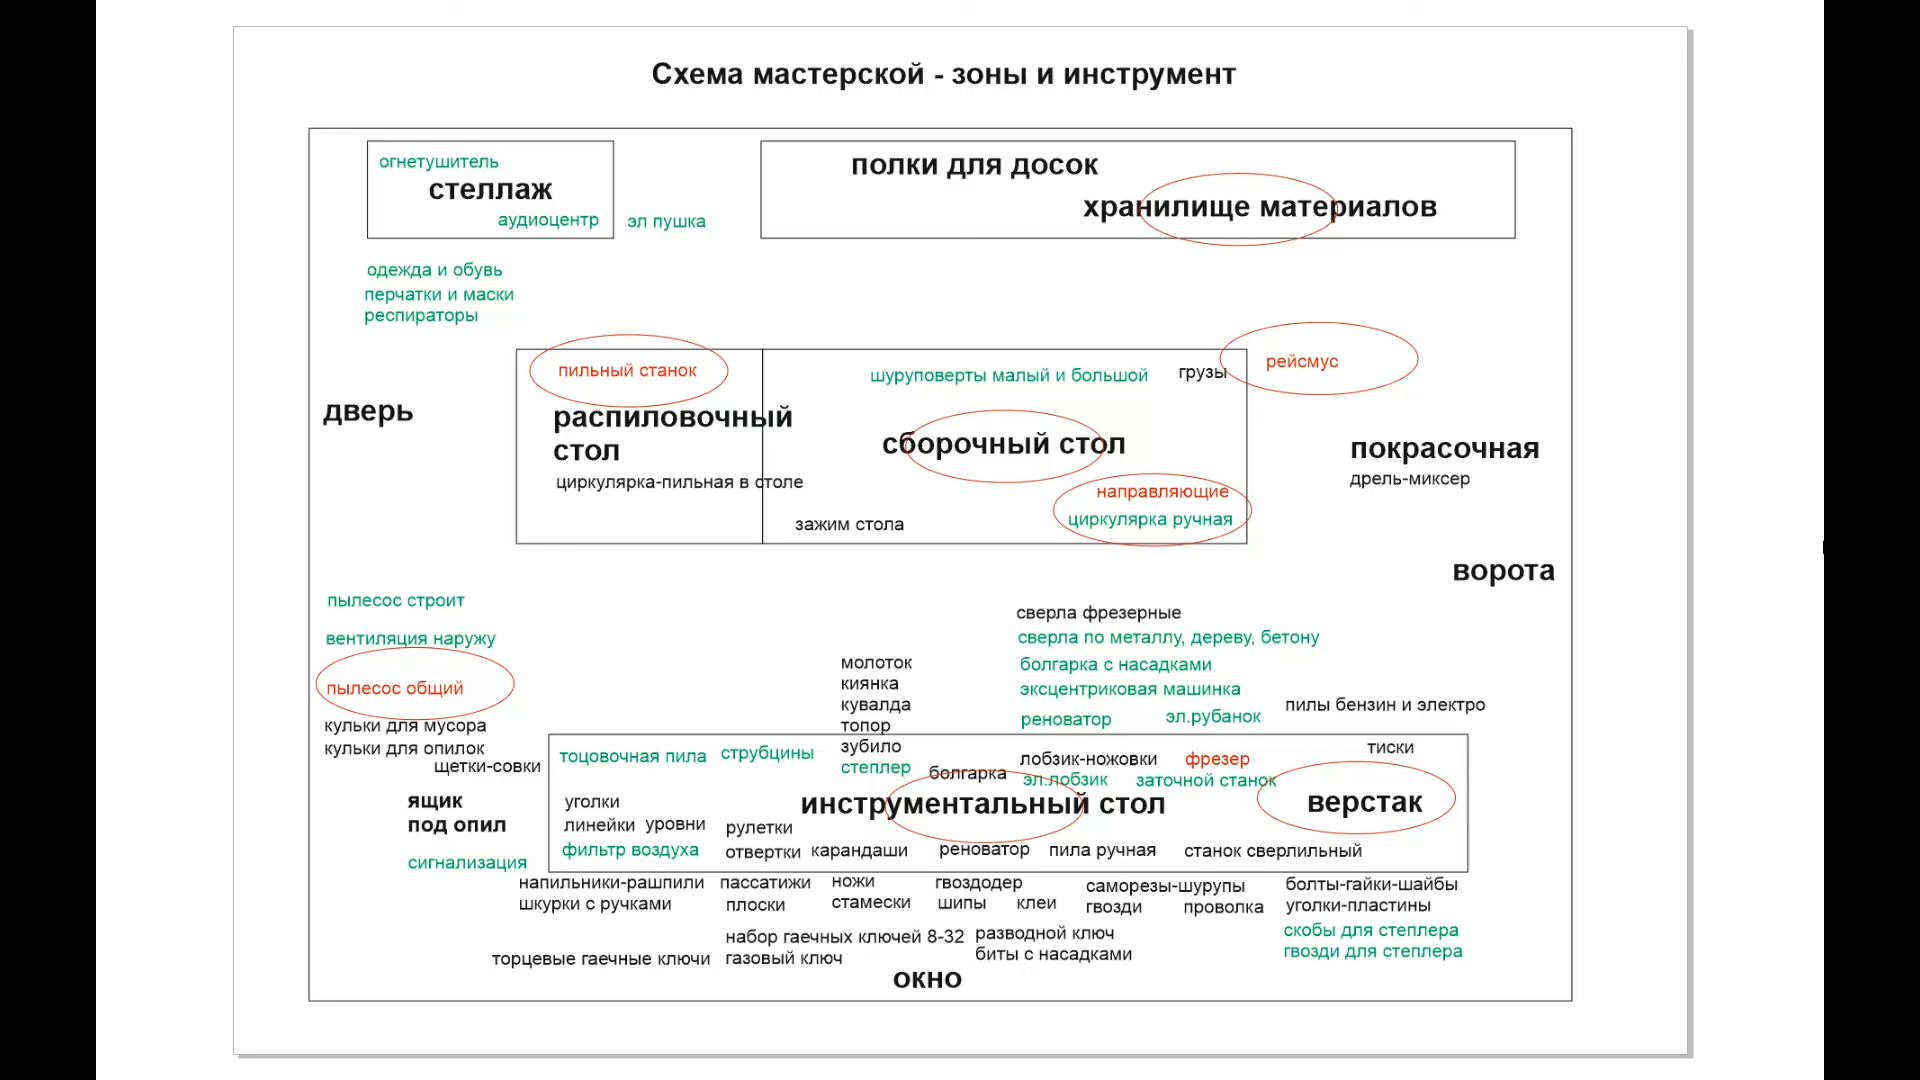 Схема мастерской - зоны и инструмент
огнетушитель
стеллаж
аудиоцентр
эл пушка
полки для досок
хранилище материалов
одежда и обувь
перчатки и маски
респираторы
пильный станок
распиловочный
стол
циркулярка-пильная в столе
шуруповерты малый и большой
грузы
рейсмус
дверь
сборочный стол
направляющие
циркулярка ручная
зажим стола
покрасочная
дрель-миксер
ворота
пылесос строит
вентиляция наружу
пылесос общий
кульки для мусора
кульки для опилок
щетки-совки
ящик
под опил
сигнализация
сверла фрезерные
сверла по металлу, дереву, бетону
болгарка с насадками
эксцентриковая машинка
реноватор
эл.рубанок
пилы бензин и электро
молоток
киянка
кувалда
топор
зубило
степлер
тоцовочная пила
струбцины
болгарка
лобзик-ножовки
эл.лобзик
фрезер
заточной станок
тиски
инструментальный стол
верстак
уголки
линейки
уровни
рулетки
фильтр воздуха
отвертки
карандаши
реноватор
пила ручная
станок сверлильный
напильники-рашпили
шкурки с ручками
пассатижи
плоски
ножи
стамески
гвоздодер
шипы
клеи
саморезы-шурупы
гвозди
проволка
болты-гайки-шайбы
уголки-пластины
скобы для степлера
гвозди для степлера
набор гаечных ключей 8-32
газовый ключ
разводной ключ
биты с насадками
торцевые гаечные ключи
окно